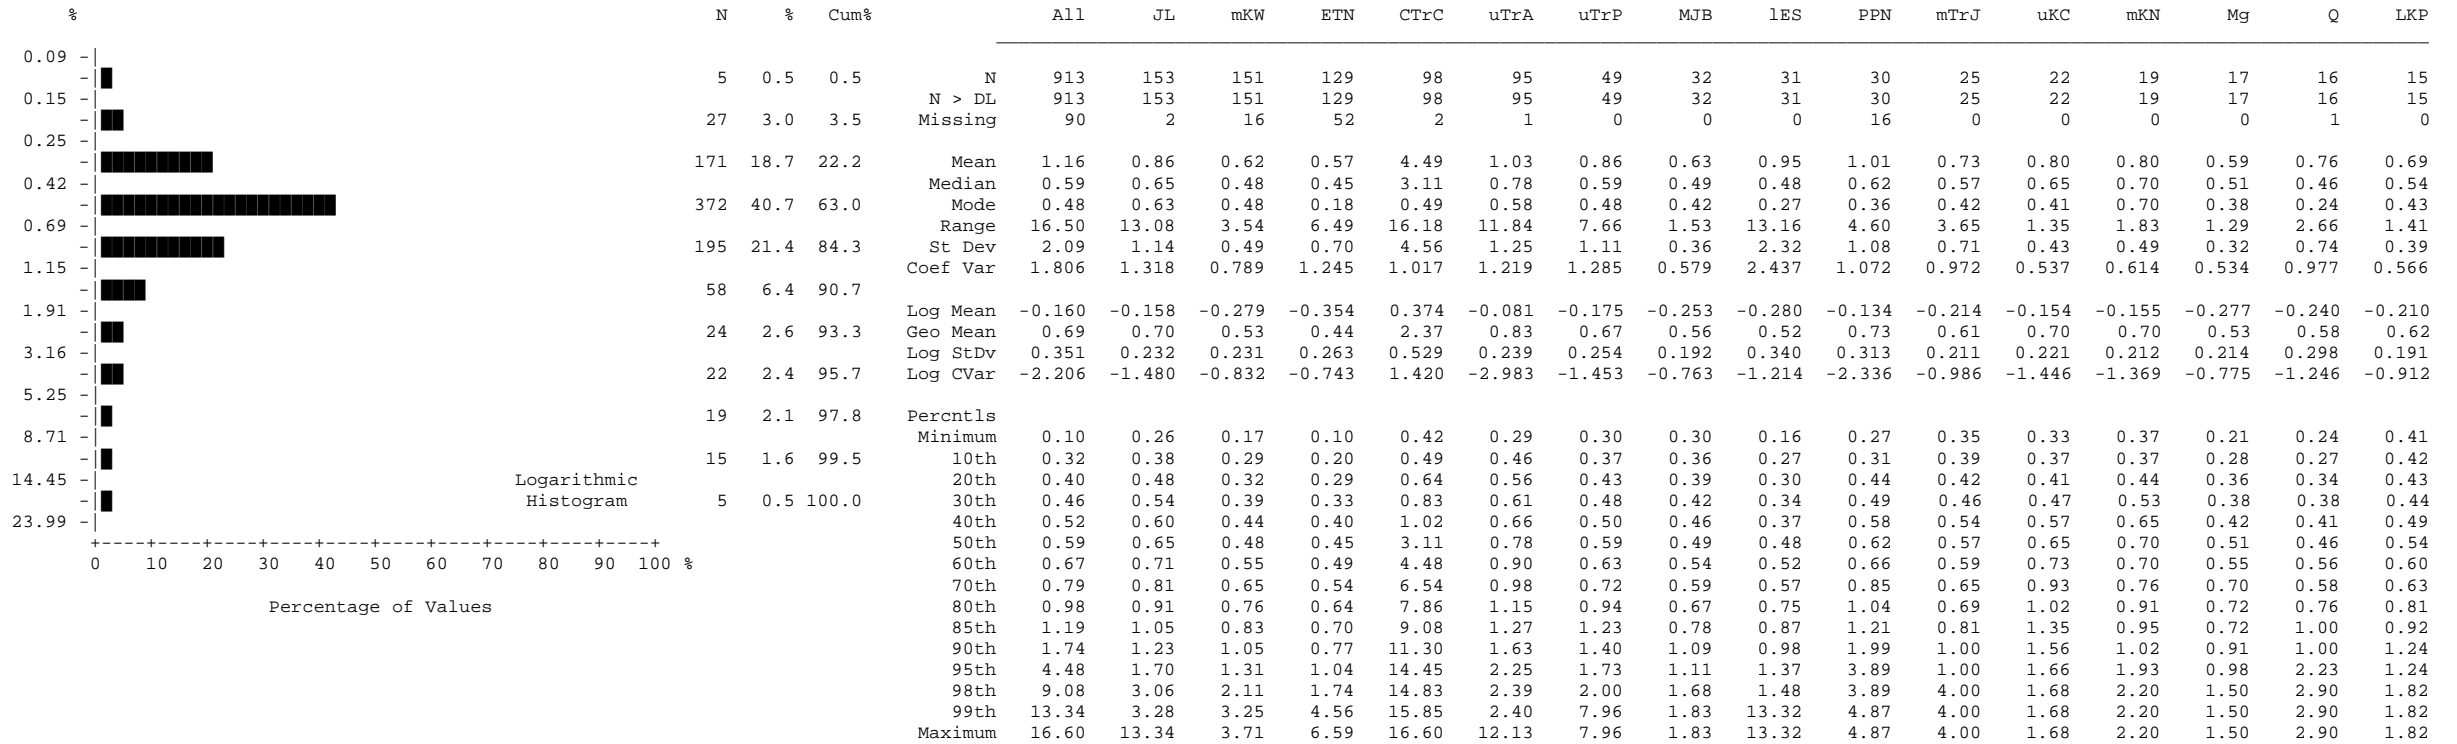 % N % Cum% All JL mKW ETN CTrC uTrA uTrP MJB lES PPN mTrJ uKC mKN Mg Q LKP
0.09
5 0.5 0.5 N 913 153 151 129 98 95 49 32 31 30 25 22 19 17 16 15
0.15 N > DL 913 153 151 129 98 95 49 32 31 30 25 22 19 17 16 15
27 3.0 3.5 Missing 90 2 16 52 2 1 0 0 0 16 0 0 0 0 1 0
0.25
171 18.7 22.2 Mean 1.16 0.86 0.62 0.57 4.49 1.03 0.86 0.63 0.95 1.01 0.73 0.80 0.80 0.59 0.76 0.69
0.42 Median 0.59 0.65 0.48 0.45 3.11 0.78 0.59 0.49 0.48 0.62 0.57 0.65 0.70 0.51 0.46 0.54
372 40.7 63.0 Mode 0.48 0.63 0.48 0.18 0.49 0.58 0.48 0.42 0.27 0.36 0.42 0.41 0.70 0.38 0.24 0.43
0.69 Range 16.50 13.08 3.54 6.49 16.18 11.84 7.66 1.53 13.16 4.60 3.65 1.35 1.83 1.29 2.66 1.41
195 21.4 84.3 St Dev 2.09 1.14 0.49 0.70 4.56 1.25 1.11 0.36 2.32 1.08 0.71 0.43 0.49 0.32 0.74 0.39
1.15 Coef Var 1.806 1.318 0.789 1.245 1.017 1.219 1.285 0.579 2.437 1.072 0.972 0.537 0.614 0.534 0.977 0.566
58 6.4 90.7
1.91 Log Mean -0.160 -0.158 -0.279 -0.354 0.374 -0.081 -0.175 -0.253 -0.280 -0.134 -0.214 -0.154 -0.155 -0.277 -0.240 -0.210
24 2.6 93.3 Geo Mean 0.69 0.70 0.53 0.44 2.37 0.83 0.67 0.56 0.52 0.73 0.61 0.70 0.70 0.53 0.58 0.62
3.16 Log StDv 0.351 0.232 0.231 0.263 0.529 0.239 0.254 0.192 0.340 0.313 0.211 0.221 0.212 0.214 0.298 0.191
22 2.4 95.7 Log CVar -2.206 -1.480 -0.832 -0.743 1.420 -2.983 -1.453 -0.763 -1.214 -2.336 -0.986 -1.446 -1.369 -0.775 -1.246 -0.912
5.25
19 2.1 97.8 Percntls
8.71 Minimum 0.10 0.26 0.17 0.10 0.42 0.29 0.30 0.30 0.16 0.27 0.35 0.33 0.37 0.21 0.24 0.41
15 1.6 99.5 10th 0.32 0.38 0.29 0.20 0.49 0.46 0.37 0.36 0.27 0.31 0.39 0.37 0.37 0.28 0.27 0.42
14.45 Logarithmic 20th 0.40 0.48 0.32 0.29 0.64 0.56 0.43 0.39 0.30 0.44 0.42 0.41 0.44 0.36 0.34 0.43
Histogram 5 0.5 100.0 30th 0.46 0.54 0.39 0.33 0.83 0.61 0.48 0.42 0.34 0.49 0.46 0.47 0.53 0.38 0.38 0.44
23.99 40th 0.52 0.60 0.44 0.40 1.02 0.66 0.50 0.46 0.37 0.58 0.54 0.57 0.65 0.42 0.41 0.49
50th 0.59 0.65 0.48 0.45 3.11 0.78 0.59 0.49 0.48 0.62 0.57 0.65 0.70 0.51 0.46 0.54
0 10 20 30 40 50 60 70 80 90 100 % 60th 0.67 0.71 0.55 0.49 4.48 0.90 0.63 0.54 0.52 0.66 0.59 0.73 0.70 0.55 0.56 0.60
70th 0.79 0.81 0.65 0.54 6.54 0.98 0.72 0.59 0.57 0.85 0.65 0.93 0.76 0.70 0.58 0.63
Percentage of Values 80th 0.98 0.91 0.76 0.64 7.86 1.15 0.94 0.67 0.75 1.04 0.69 1.02 0.91 0.72 0.76 0.81
85th 1.19 1.05 0.83 0.70 9.08 1.27 1.23 0.78 0.87 1.21 0.81 1.35 0.95 0.72 1.00 0.92
90th 1.74 1.23 1.05 0.77 11.30 1.63 1.40 1.09 0.98 1.99 1.00 1.56 1.02 0.91 1.00 1.24
95th 4.48 1.70 1.31 1.04 14.45 2.25 1.73 1.11 1.37 3.89 1.00 1.66 1.93 0.98 2.23 1.24
98th 9.08 3.06 2.11 1.74 14.83 2.39 2.00 1.68 1.48 3.89 4.00 1.68 2.20 1.50 2.90 1.82
99th 13.34 3.28 3.25 4.56 15.85 2.40 7.96 1.83 13.32 4.87 4.00 1.68 2.20 1.50 2.90 1.82
Maximum 16.60 13.34 3.71 6.59 16.60 12.13 7.96 1.83 13.32 4.87 4.00 1.68 2.20 1.50 2.90 1.82